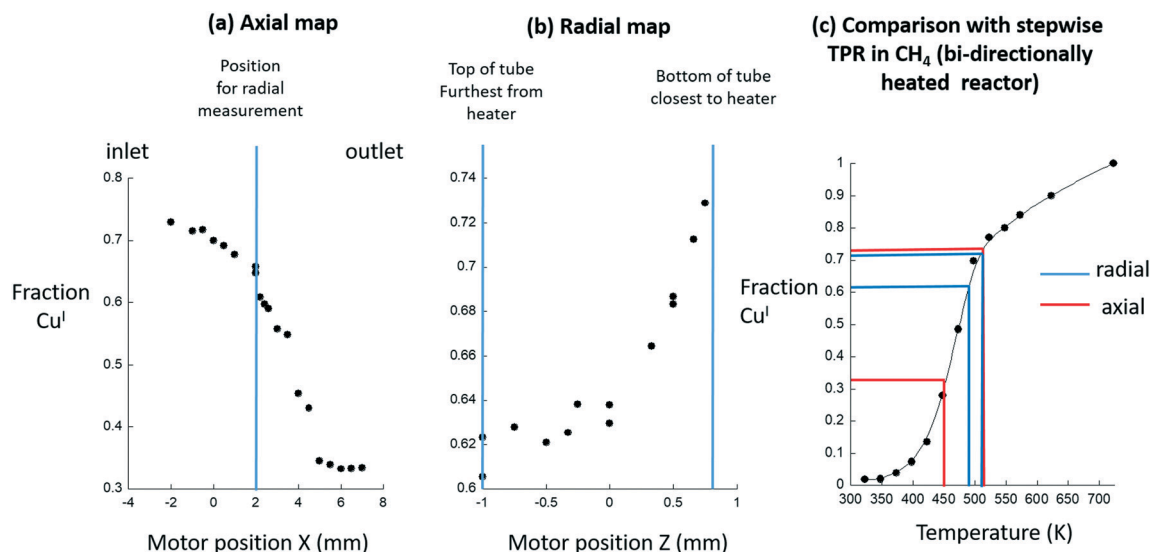 (a) Axial map
Position
for radial
measurement
inlet
outlet
0.8
0.7
0.6
0.5
0.4
0.3
Fraction
Cuᴵ
-4
-2
0
2
4
6
8
Motor position X (mm)
(b) Radial map
Top of tube
Furthest from
heater
Bottom of tube
closest to heater
0.74
0.72
0.7
0.68
0.66
0.64
0.62
0.6
-1
-0.5
0
0.5
1
Motor position Z (mm)
(c) Comparison with stepwise
TPR in CH₄ (bi-directionally
heated reactor)
Fraction
Cuᴵ
1
0.9
0.8
0.7
0.6
0.5
0.4
0.3
0.2
0.1
0
300
350
400
450
500
550
600
650
700
Temperature (K)
radial
axial